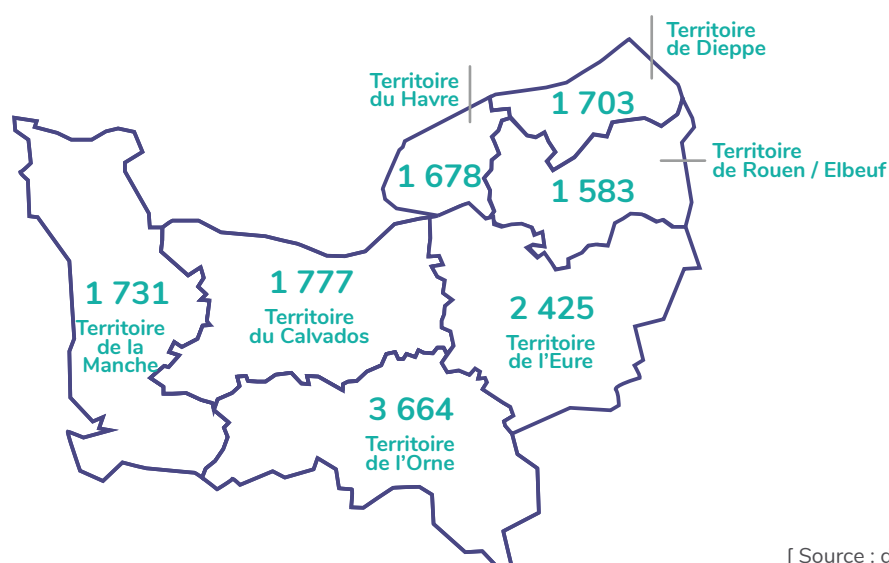 Territoire
de Dieppe
Territoire
du Havre
1 703
Territoire
de Rouen / Elbeuf
1 678
1 583
1 731
Territoire
de la
Manche
1 777
Territoire
du Calvados
2 425
Territoire
de l'Eure
3 664
Territoire
de l'Orne
[ Source :